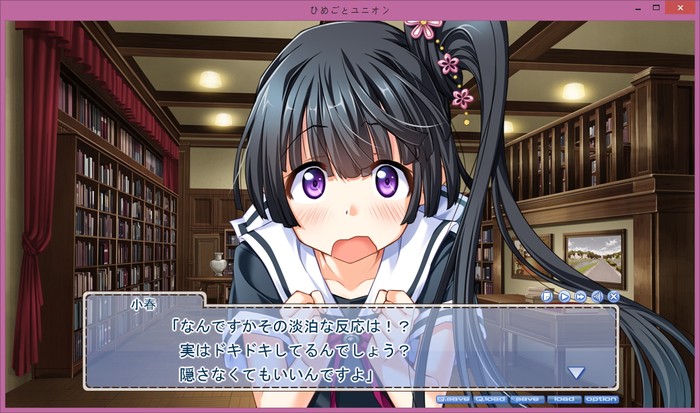 ひめごとユニオン
小春
「なんですかその淡泊な反応は!?
実はドキドキしてるんでしょう?
隠さなくてもいいんですよ」
Q.save Q.load save load option